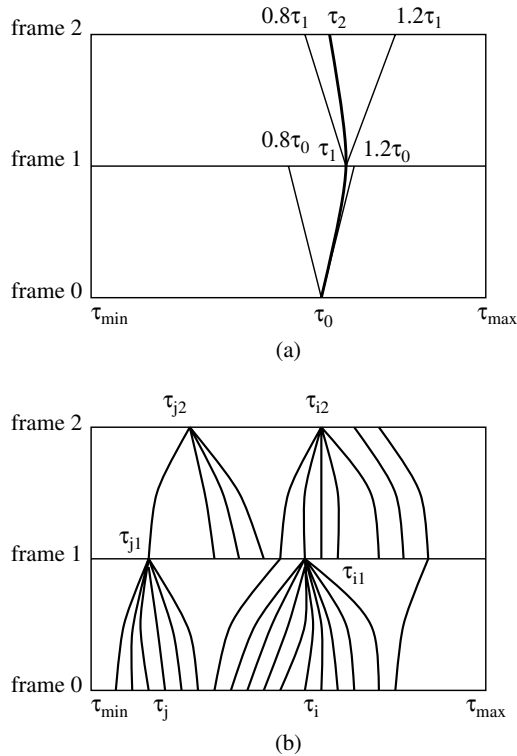 frame 2
0.8τ₁ τ₂ 1.2τ₁
frame 1
0.8τ₀ τ₁ 1.2τ₀
frame 0
τmin τ₀ τmax
(a)
τj2 τi2
frame 2
τj1
frame 1
τi1
frame 0
τmin τj τi τmax
(b)